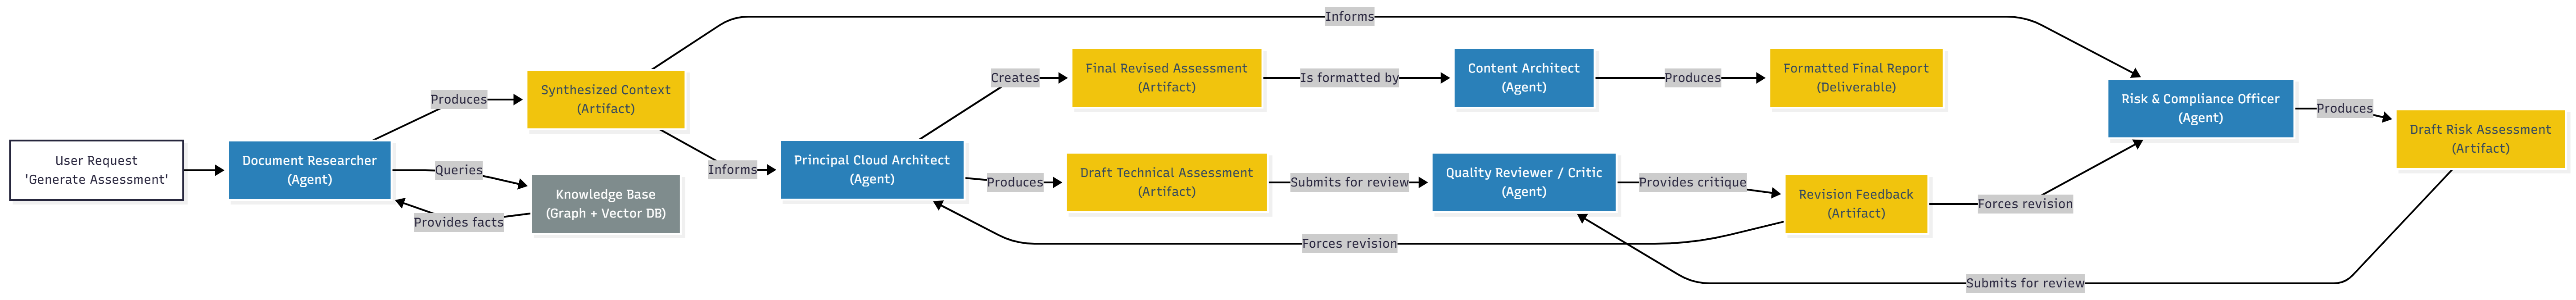 User Request
'Generate Assessment'
Document Researcher
(Agent)
Produces
Queries
Provides facts
Synthesized Context
(Artifact)
Knowledge Base
(Graph + Vector DB)
Informs
Informs
Principal Cloud Architect
(Agent)
Creates
Produces
Final Revised Assessment
(Artifact)
Draft Technical Assessment
(Artifact)
Is formatted by
Submits for review
Forces revision
Content Architect
(Agent)
Quality Reviewer / Critic
(Agent)
Produces
Provides critique
Formatted Final Report
(Deliverable)
Revision Feedback
(Artifact)
Forces revision
Submits for review
Risk & Compliance Officer
(Agent)
Produces
Draft Risk Assessment
(Artifact)